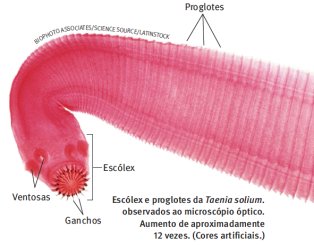 Proglotes
BIOPHOTO ASSOCIATES/SCIENCE SOURCE/LATINSTOCK
Escólex
Ventosas
Ganchos
Escólex e proglotes da Taenia solium.
observados ao microscópio óptico.
Aumento de aproximadamente
12 vezes. (Cores artificiais.)